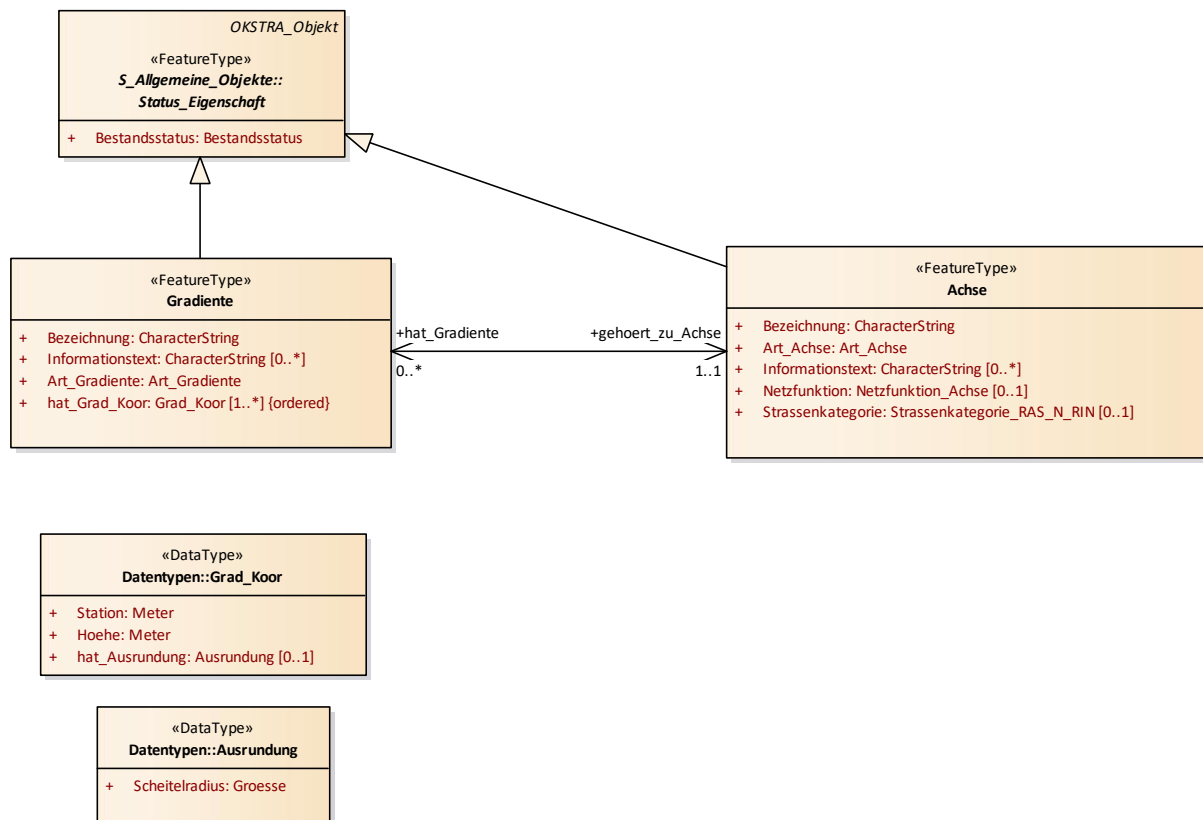 OKSTRA_Objekt
«FeatureType»
S_Allgemeine_Objekte::
Status_Eigenschaft
+ Bestandsstatus: Bestandsstatus
«FeatureType»
Gradiente
+ Bezeichnung: CharacterString
+ Informationstext: CharacterString [0..*]
+ Art_Gradiente: Art_Gradiente
+ hat_Grad_Koor: Grad_Koor [1..*] {ordered}
+hat_Gradiente
0..*
+gehoert_zu_Achse
1..1
«FeatureType»
Achse
+ Bezeichnung: CharacterString
+ Art_Achse: Art_Achse
+ Informationstext: CharacterString [0..*]
+ Netzfunktion: Netzfunktion_Achse [0..1]
+ Strassenkategorie: Strassenkategorie_RAS_N_RIN [0..1]
«DataType»
Datentypen::Grad_Koor
+ Station: Meter
+ Hoehe: Meter
+ hat_Ausrundung: Ausrundung [0..1]
«DataType»
Datentypen::Ausrundung
+ Scheitelradius: Groesse